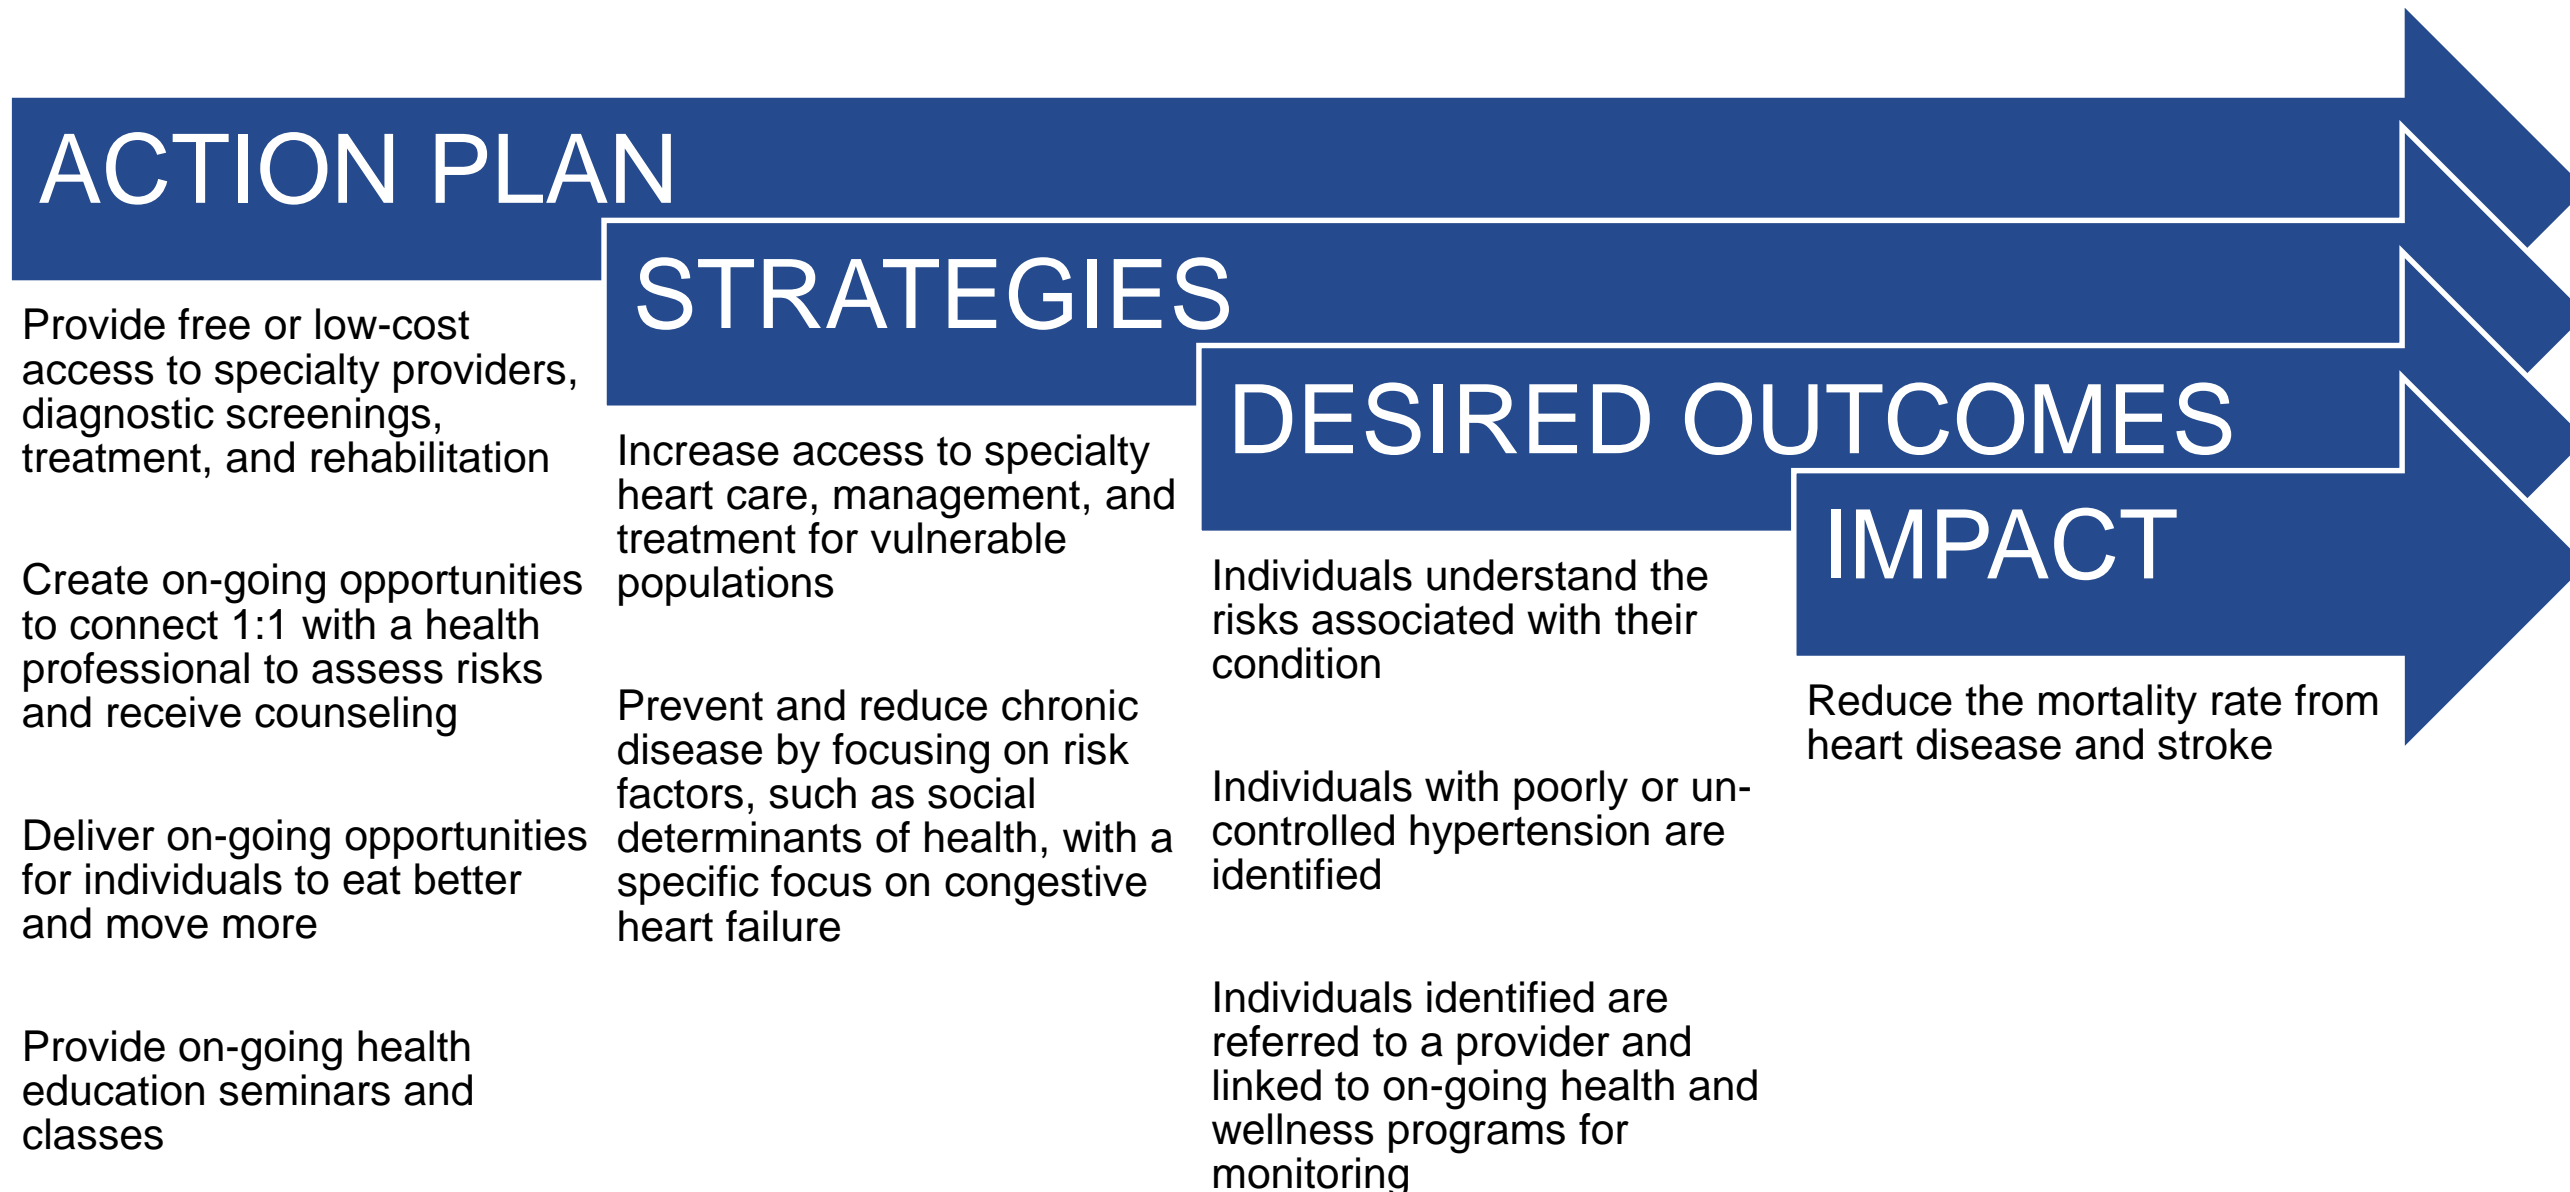 ACTION PLAN
Provide free or low-cost
access to specialty providers,
diagnostic screenings,
treatment, and rehabilitation
Create on-going opportunities
to connect 1:1 with a health
professional to assess risks
and receive counseling
Deliver on-going opportunities
for individuals to eat better
and move more
Provide on-going health
education seminars and
classes
STRATEGIES
Increase access to specialty
heart care, management, and
treatment for vulnerable
populations
Prevent and reduce chronic
disease by focusing on risk
factors, such as social
determinants of health, with a
specific focus on congestive
heart failure
DESIRED OUTCOMES
Individuals understand the
risks associated with their
condition
Individuals with poorly or un-
controlled hypertension are
identified
Individuals identified are
referred to a provider and
linked to on-going health and
wellness programs for
monitoring
IMPACT
Reduce the mortality rate from
heart disease and stroke